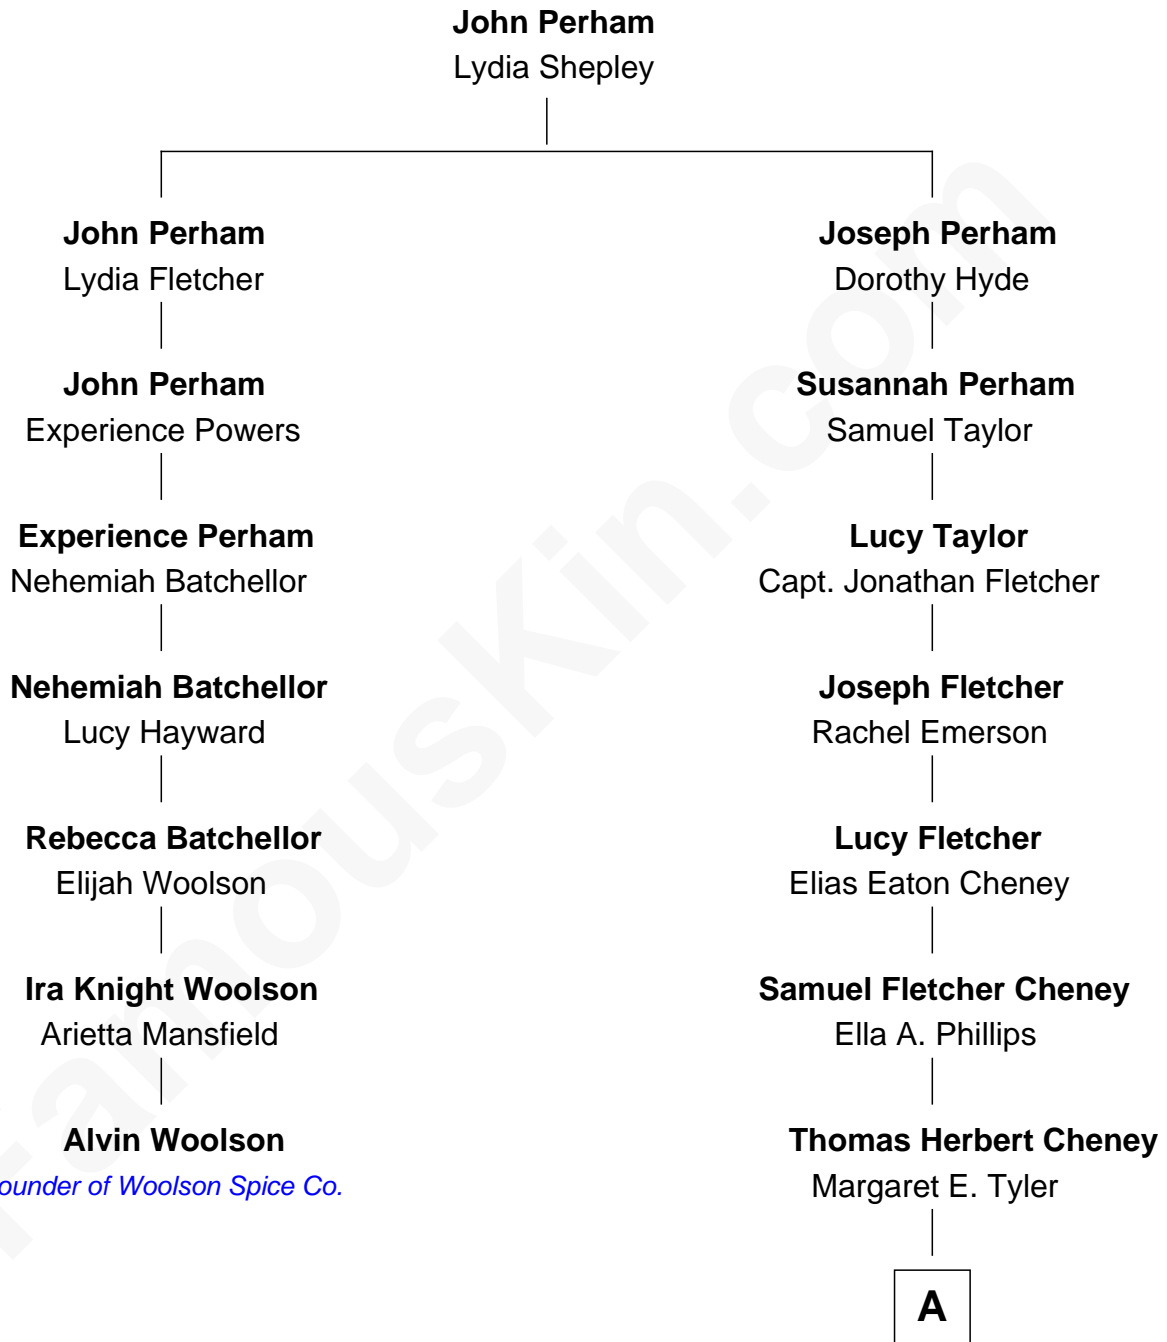 John Perham
Lydia Shepley
John Perham
Lydia Fletcher
Joseph Perham
Dorothy Hyde
John Perham
Experience Powers
Susannah Perham
Samuel Taylor
Experience Perham
Nehemiah Batchellor
Lucy Taylor
Capt. Jonathan Fletcher
Nehemiah Batchellor
Lucy Hayward
Joseph Fletcher
Rachel Emerson
Rebecca Batchellor
Elijah Woolson
Lucy Fletcher
Elias Eaton Cheney
Ira Knight Woolson
Arietta Mansfield
Samuel Fletcher Cheney
Ella A. Phillips
Alvin Woolson
ounder of Woolson Spice Co.
Thomas Herbert Cheney
Margaret E. Tyler
A
FamousKin.com